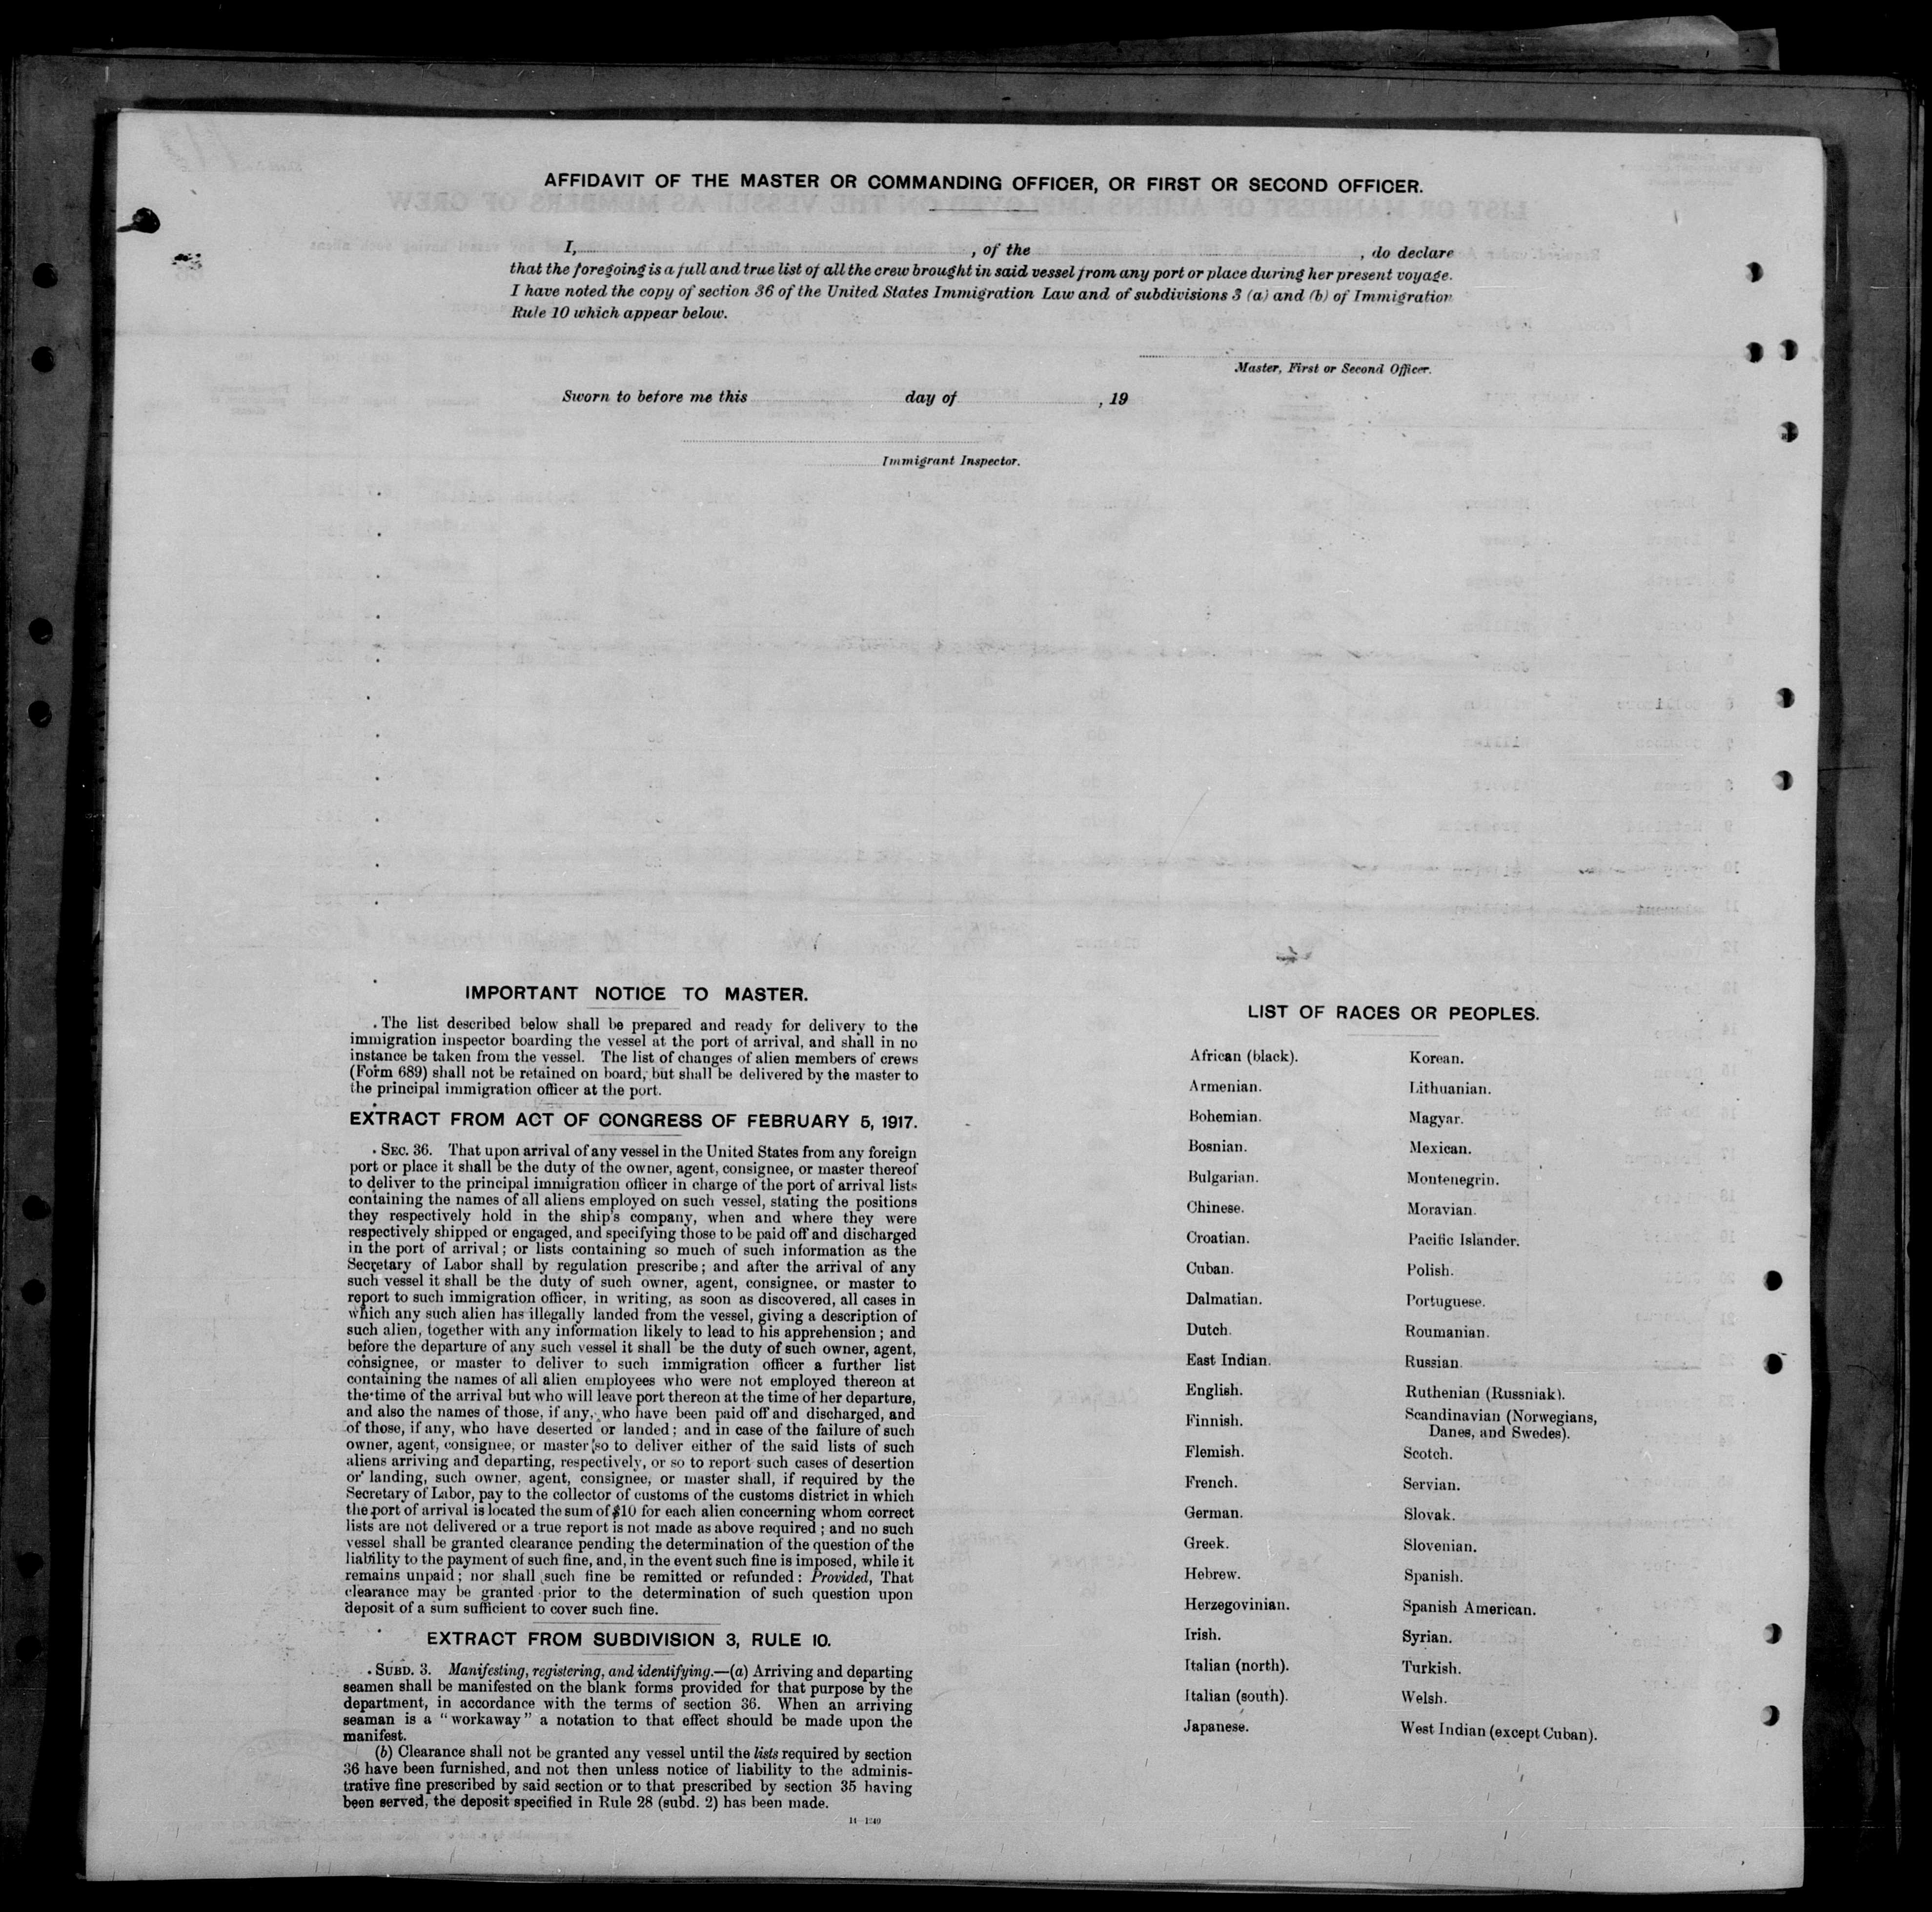 AFFIDAVIT OF THE MASTER OR COMMANDING OFFICER, OR FIRST OR SECOND OFFICER.
I, , of the , do declare
that the foregoing is a full and true list of all the crew brought in said vessel from any port or place during her present voyage.
I have noted the copy of section 36 of the United States Immigration Law and of subdivisions 3 (a) and (b) of Immigration
Rule 10 which appear below.
Master, First or Second Officer.
Sworn to before me this day of , 19
Immigrant Inspector.
IMPORTANT NOTICE TO MASTER.
The list described below shall be prepared and ready for delivery to the
immigration inspector boarding the vessel at the port of arrival, and shall in no
instance be taken from the vessel. The list of changes of alien members of crews
(Form 689) shall not be retained on board, but shall be delivered by the master to
the principal immigration officer at the port.
EXTRACT FROM ACT OF CONGRESS OF FEBRUARY 5, 1917.
SEC. 36. That upon arrival of any vessel in the United States from any foreign
port or place it shall be the duty of the owner, agent, consignee, or master thereof
to deliver to the principal immigration officer in charge of the port of arrival lists
containing the names of all aliens employed on such vessel, stating the positions
they respectively hold in the ship's company, when and where they were
respectively shipped or engaged, and specifying those to be paid off and discharged
in the port of arrival; or lists containing so much of such information as the
Secretary of Labor shall by regulation prescribe; and after the arrival of any
such vessel it shall be the duty of such owner, agent, consignee, or master to
report to such immigration officer, in writing, as soon as discovered, all cases in
which any such alien has illegally landed from the vessel, giving a description of
such alien, together with any information likely to lead to his apprehension; and
before the departure of any such vessel it shall be the duty of such owner, agent,
consignee, or master to deliver to such immigration officer a further list
containing the names of all alien employees who were not employed thereon at
the time of the arrival but who will leave port thereon at the time of her departure,
and also the names of those, if any, who have been paid off and discharged, and
of those, if any, who have deserted or landed; and in case of the failure of such
owner, agent, consignee, or master so to deliver either of the said lists of such
aliens arriving and departing, respectively, or so to report such cases of desertion
or landing, such owner, agent, consignee, or master shall, if required by the
Secretary of Labor, pay to the collector of customs of the customs district in which
the port of arrival is located the sum of $10 for each alien concerning whom correct
lists are not delivered or a true report is not made as above required; and no such
vessel shall be granted clearance pending the determination of the question of the
liability to the payment of such fine, and, in the event such fine is imposed, while it
remains unpaid; nor shall such fine be remitted or refunded: Provided, That
clearance may be granted prior to the determination of such question upon
deposit of a sum sufficient to cover such fine.
EXTRACT FROM SUBDIVISION 3, RULE 10.
SUBD. 3. Manifesting, registering, and identifying.—(a) Arriving and departing
seamen shall be manifested on the blank forms provided for that purpose by the
department, in accordance with the terms of section 36. When an arriving
seaman is a "workaway" a notation to that effect should be made upon the
manifest.
(b) Clearance shall not be granted any vessel until the lists required by section
36 have been furnished, and not then unless notice of liability to the adminis-
trative fine prescribed by said section or to that prescribed by section 35 having
been served, the deposit specified in Rule 28 (subd. 2) has been made.
LIST OF RACES OR PEOPLES.
African (black).
Armenian.
Bohemian.
Bosnian.
Bulgarian.
Chinese.
Croatian.
Cuban.
Dalmatian.
Dutch.
East Indian.
English.
Finnish.
Flemish.
French.
German.
Greek.
Hebrew.
Herzegovinian.
Irish.
Italian (north).
Italian (south).
Japanese.
Korean.
Lithuanian.
Magyar.
Mexican.
Montenegrin.
Moravian.
Pacific Islander.
Polish.
Portuguese.
Roumanian.
Russian.
Ruthenian (Russniak).
Scandinavian (Norwegians,
Danes, and Swedes).
Scotch.
Servian.
Slovak.
Slovenian.
Spanish.
Spanish American.
Syrian.
Turkish.
Welsh.
West Indian (except Cuban).